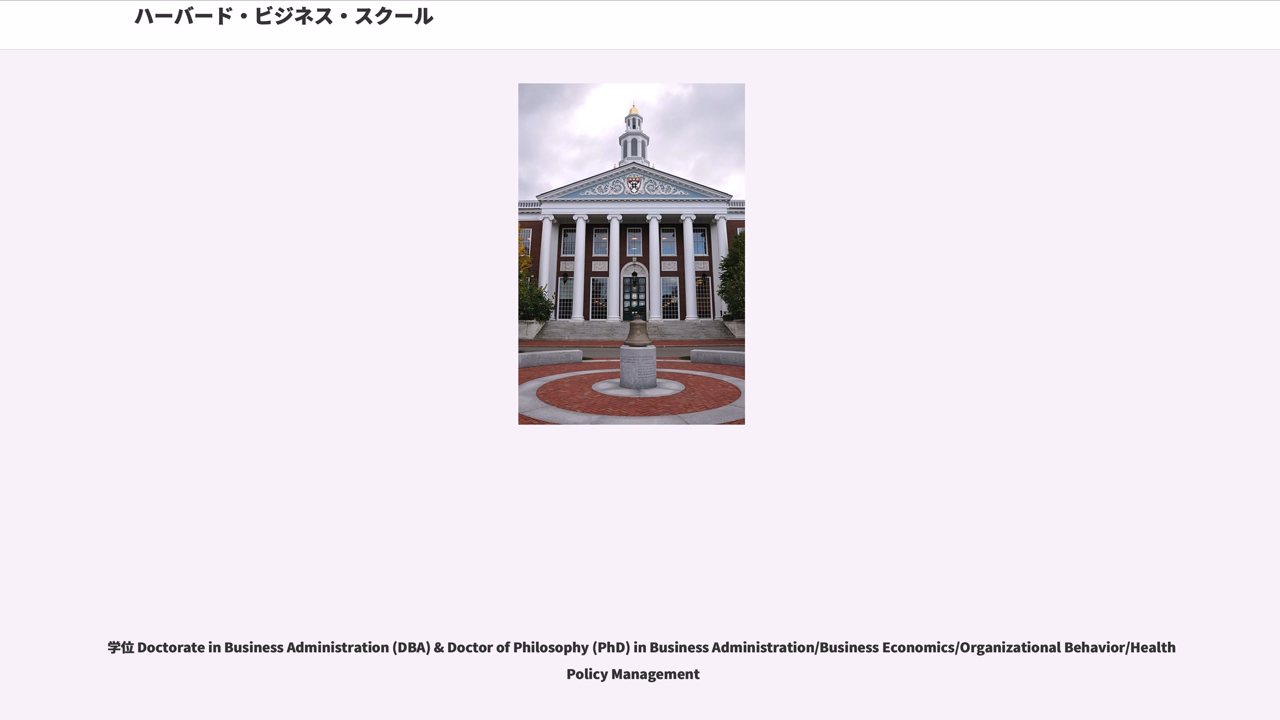 ハーバード・ビジネス・スクール
学位 Doctorate in Business Administration (DBA) & Doctor of Philosophy (PhD) in Business Administration/Business Economics/Organizational Behavior/Health
Policy Management